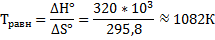 Tравн = ΔH° / ΔS° = 320 * 10³ / 295,8 ≈ 1082K